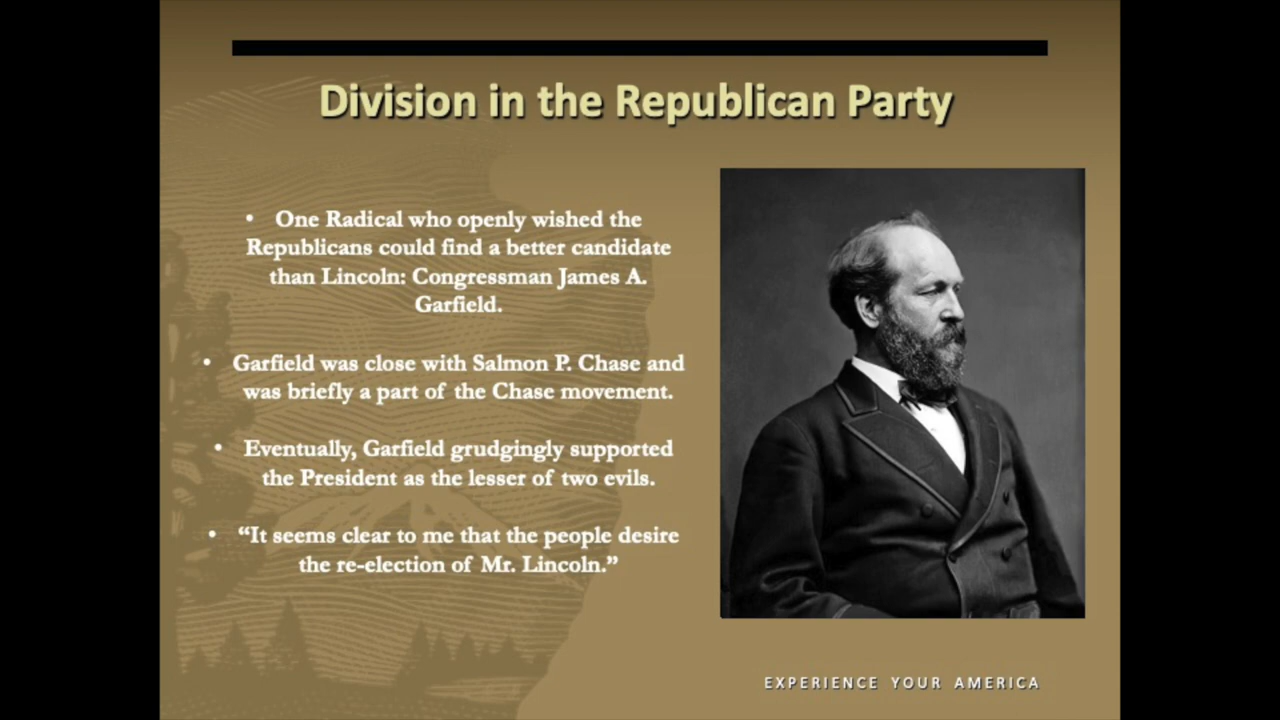 Division in the Republican Party
• One Radical who openly wished the
Republicans could find a better candidate
than Lincoln: Congressman James A.
Garfield.
• Garfield was close with Salmon P. Chase and
was briefly a part of the Chase movement.
• Eventually, Garfield grudgingly supported
the President as the lesser of two evils.
• “It seems clear to me that the people desire
the re-election of Mr. Lincoln.”
EXPERIENCE YOUR AMERICA